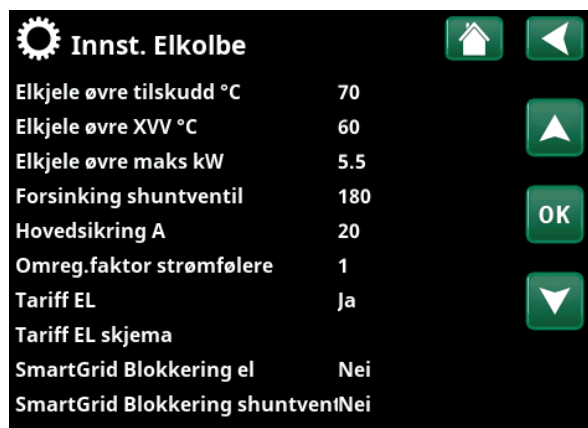 Innst. Elkolbe
Elkjele øvre tilskudd °C 70
Elkjele øvre XVV °C 60
Elkjele øvre maks kW 5.5
Forsinking shuntventil 180
OK
Hovedsikring A 20
Omreg.faktor strømfølere 1
Tariff EL Ja
Tariff EL skjema
SmartGrid Blokkering el Nei
SmartGrid Blokkering shuntvent Nei